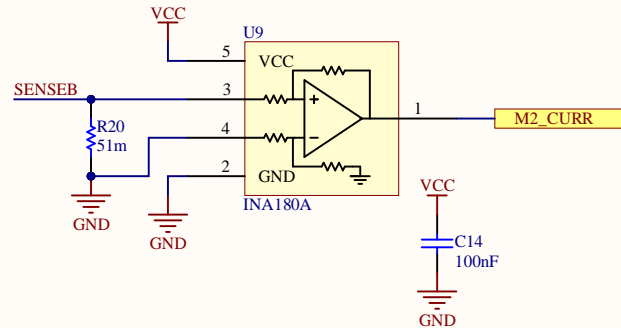 U9
VCC
5
VCC
SENSEB
3
+
R20
51m
4
−
1
M2_CURR
2
GND
GND
GND
INA180A
VCC
C14
100nF
GND